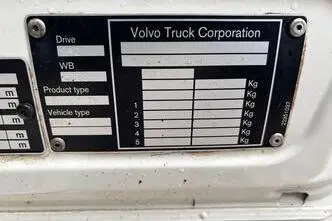 Drive
Volvo Truck Corporation
WB
Kg
Product type
Kg
1 Kg
Vehicle type
2 Kg
3 Kg
4 Kg
5 Kg
m
m
m
m